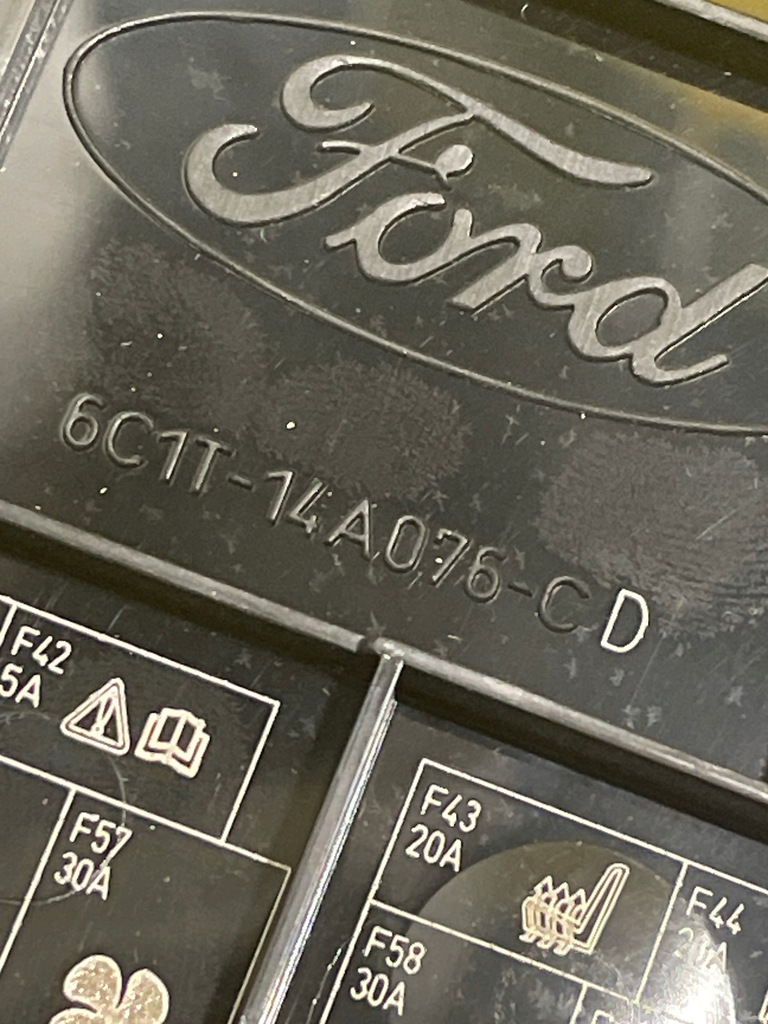 Ford
6C1T-14A076-CD
F42
5A
F57
30A
F43
20A
F44
F58
30A